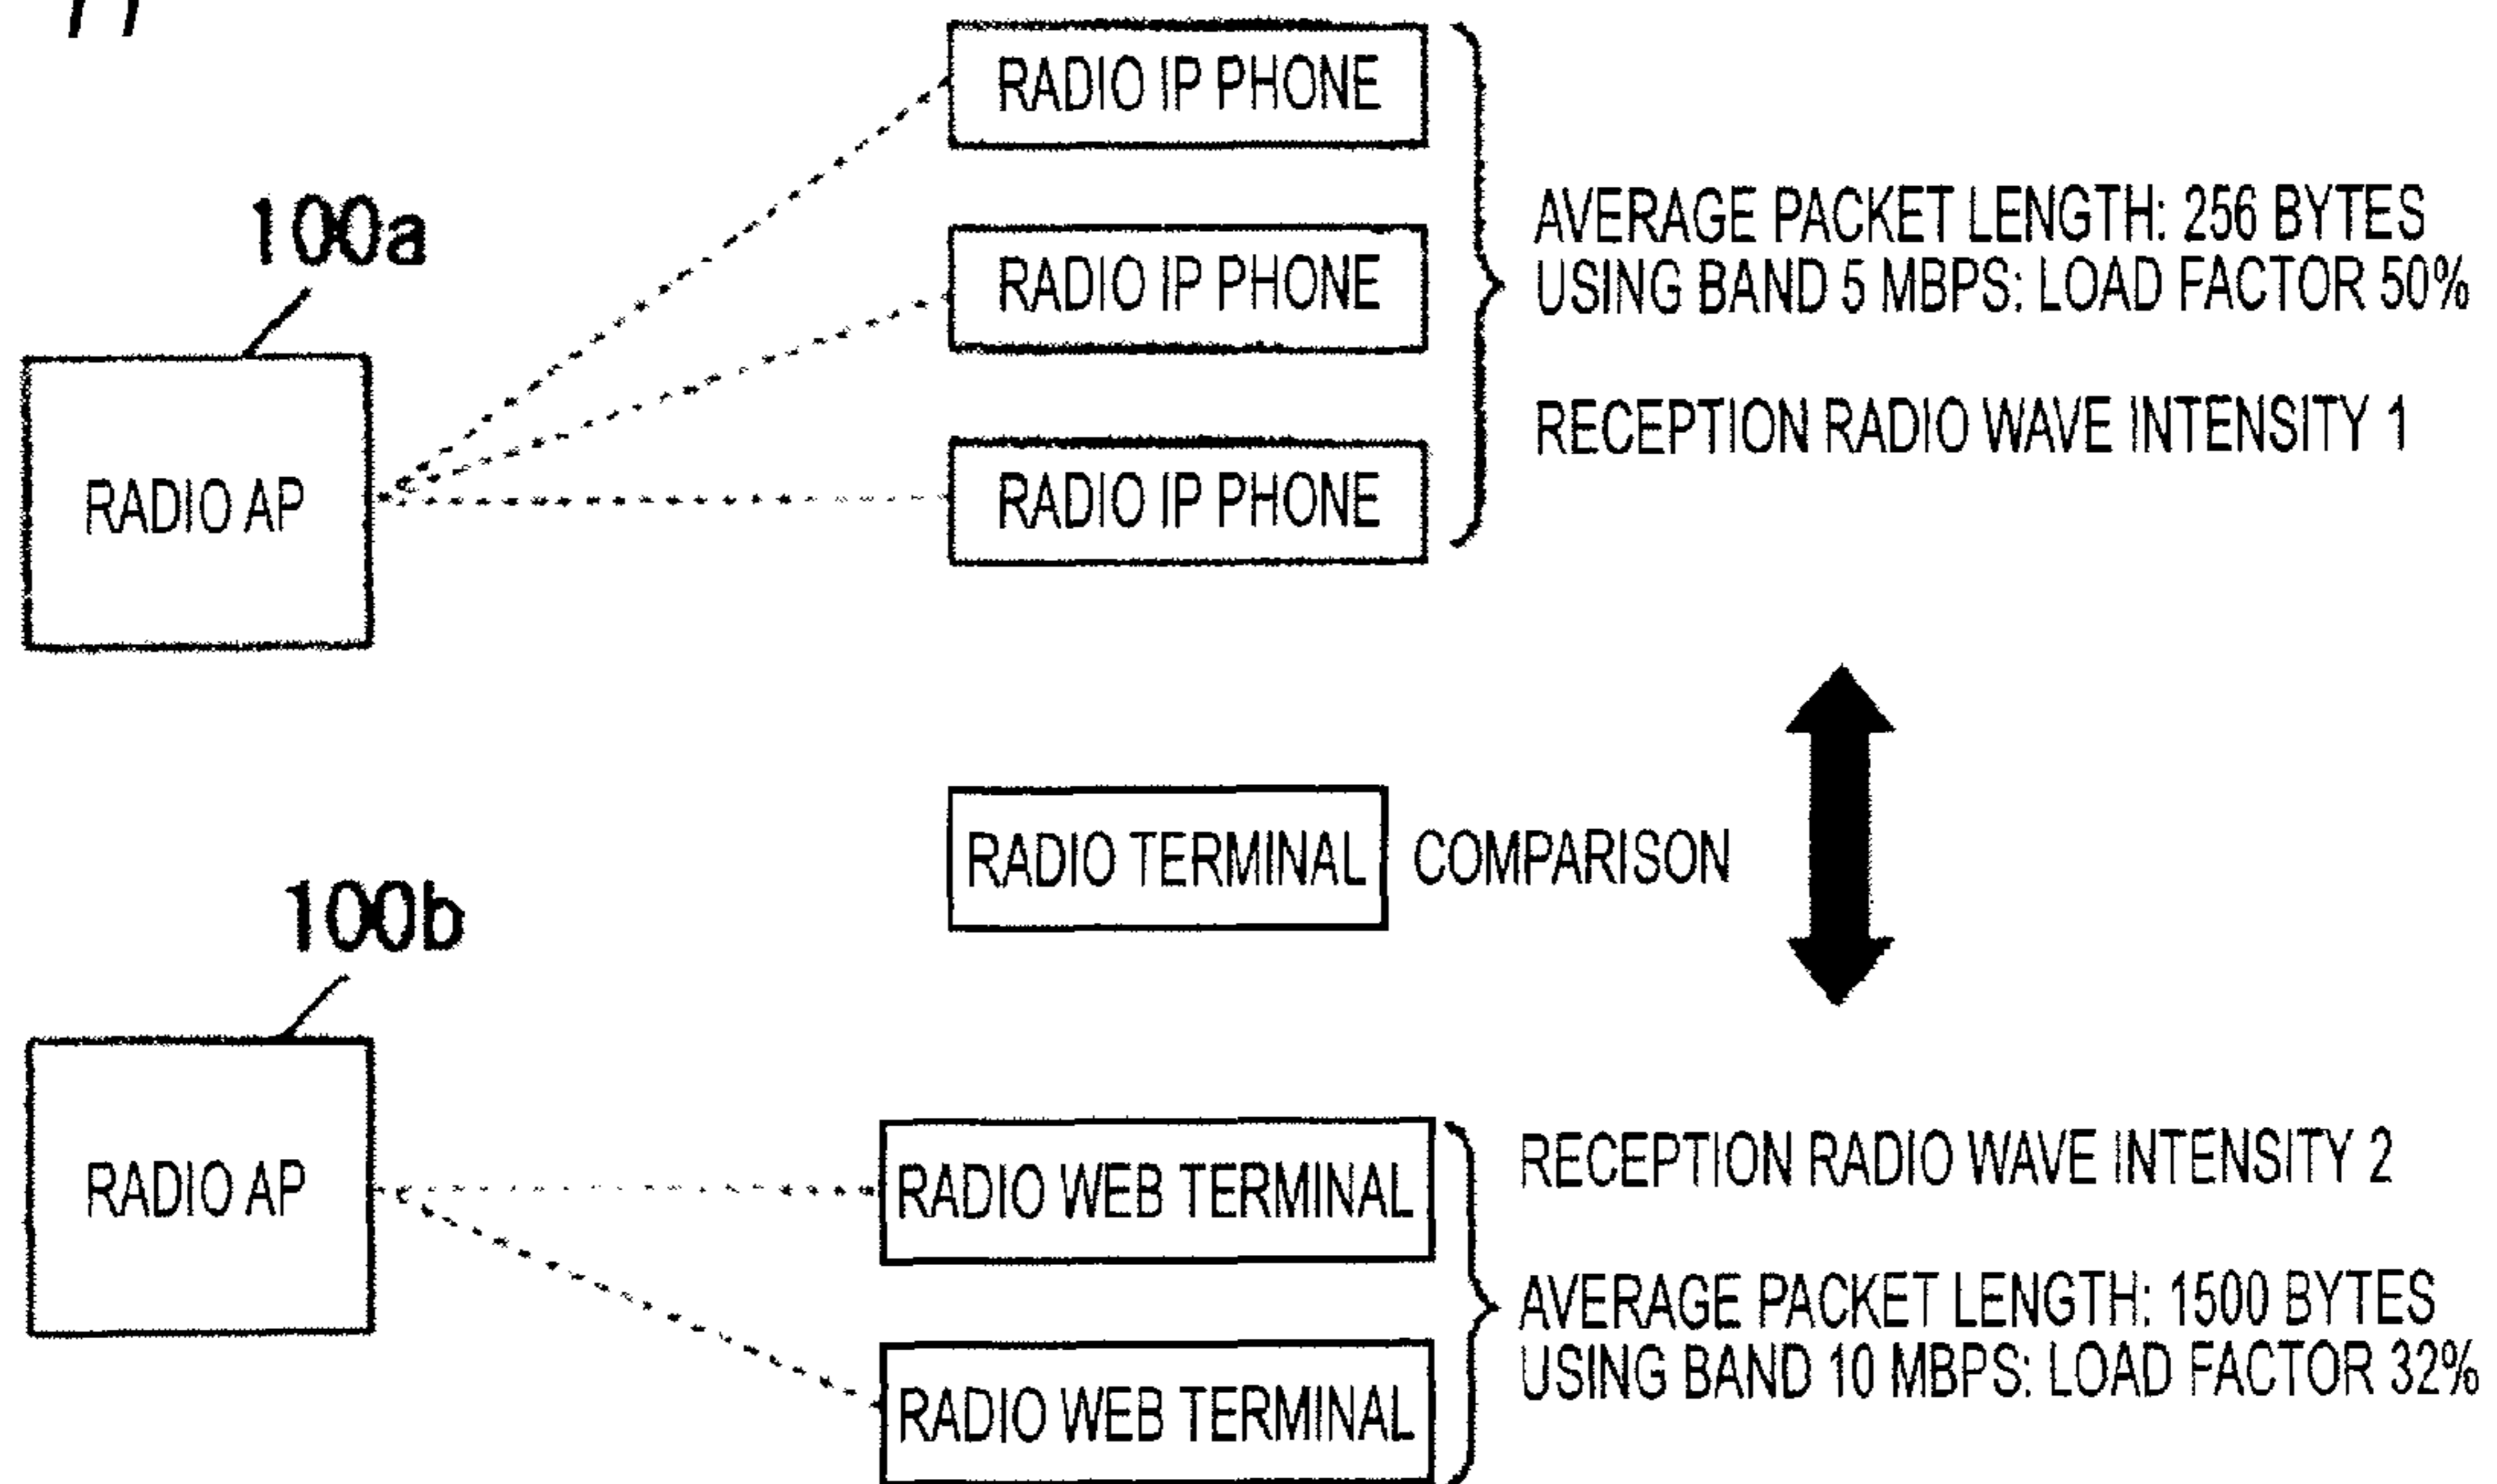 RADIO IP PHONE
100a
RADIO IP PHONE
RADIO AP
RADIO IP PHONE
AVERAGE PACKET LENGTH: 256 BYTES
USING BAND 5 MBPS: LOAD FACTOR 50%
RECEPTION RADIO WAVE INTENSITY 1
RADIO TERMINAL
COMPARISON
100b
RADIO AP
RADIO WEB TERMINAL
RADIO WEB TERMINAL
RECEPTION RADIO WAVE INTENSITY 2
AVERAGE PACKET LENGTH: 1500 BYTES
USING BAND 10 MBPS: LOAD FACTOR 32%